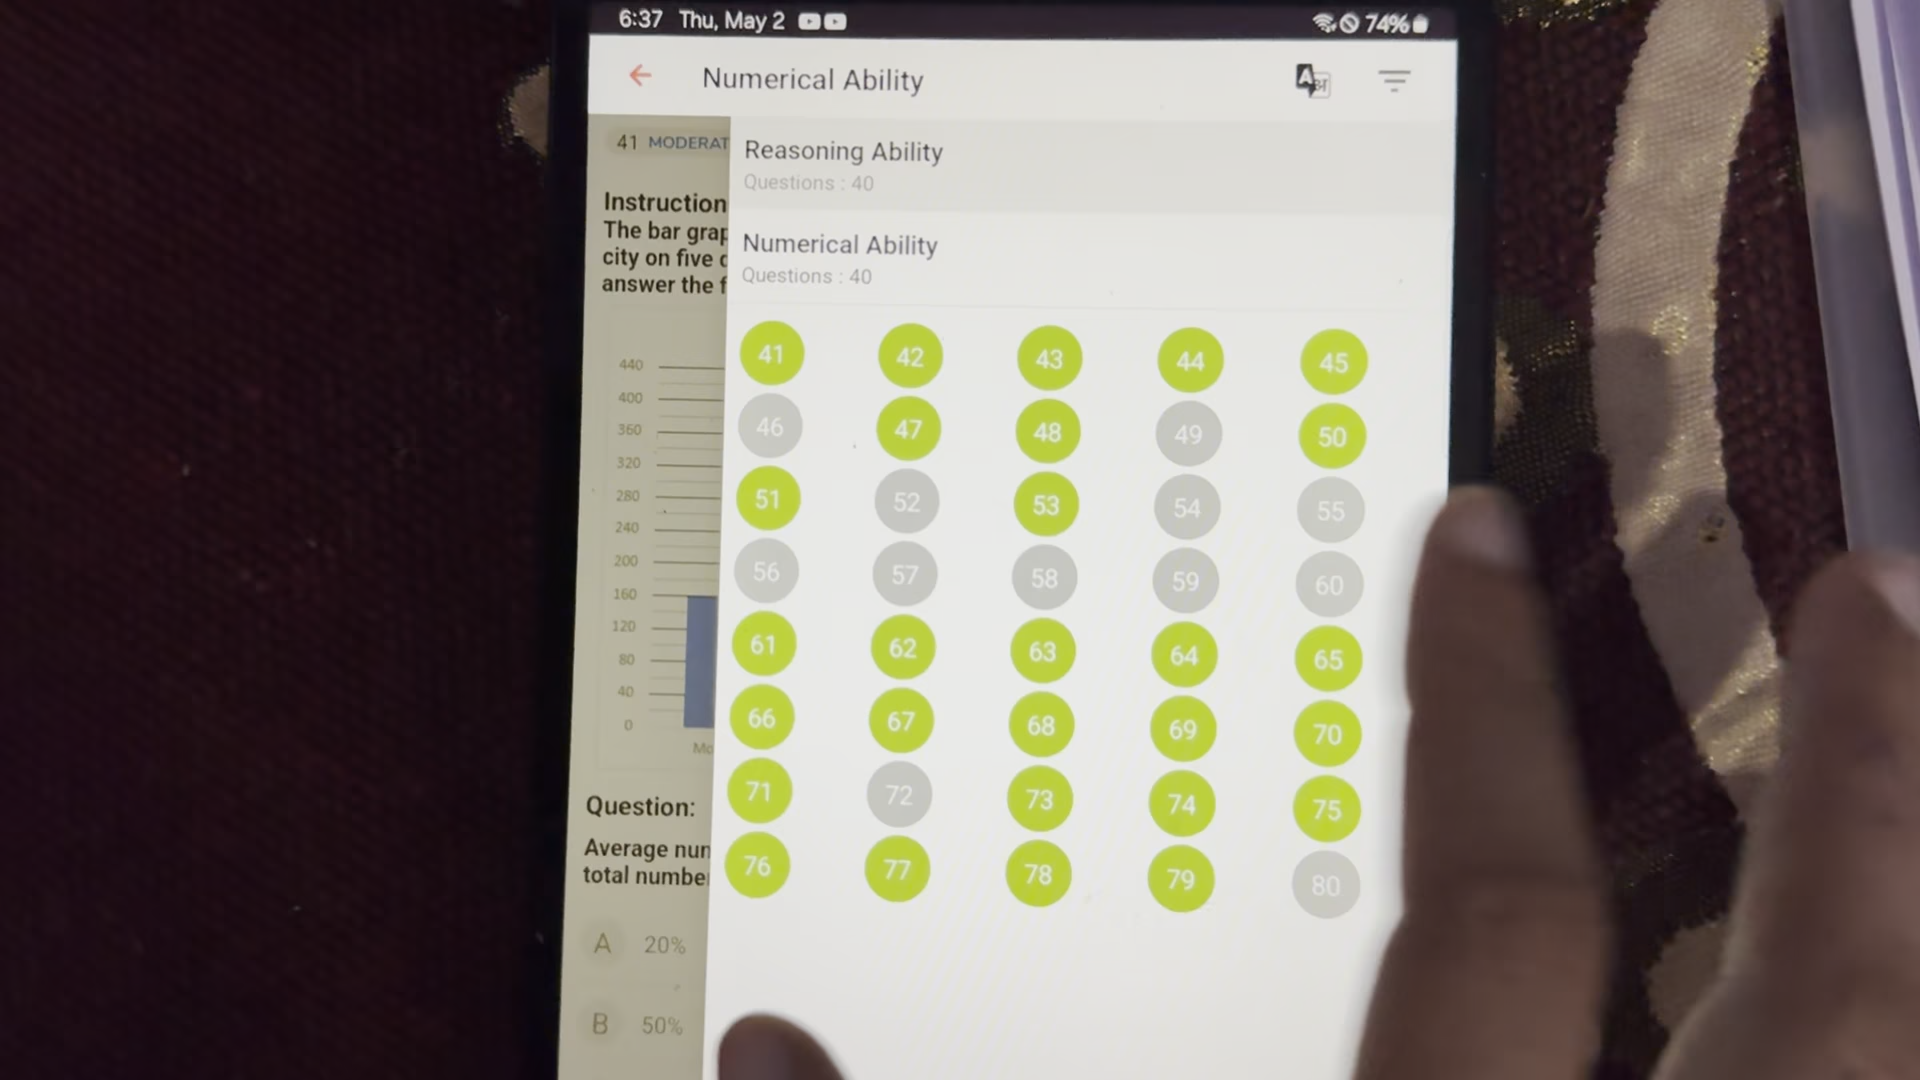 6:37 Thu, May 2
74%
Numerical Ability
41 MODERAT
Reasoning Ability
Questions : 40
Numerical Ability
Questions : 40
Instruction
The bar grap
city on five
answer the f
440
400
360
320
280
240
200
160
120
80
40
0
Mo
41 42 43 44 45
46 47 48 49 50
51 52 53 54 55
56 57 58 59 60
61 62 63 64 65
66 67 68 69 70
71 72 73 74 75
76 77 78 79 80
Question:
Average num
total number
A 20%
B 50%